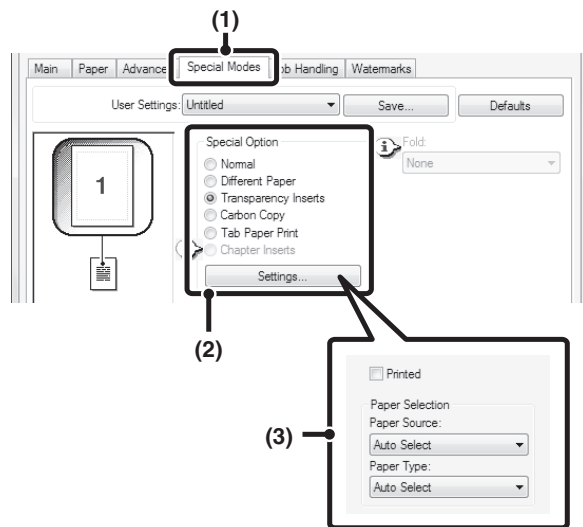 (1)
Main Paper Advance Special Modes ob Handling Watermarks
User Settings: Untitled Save... Defaults
1
Special Option
Normal
Different Paper
Transparency Inserts
Carbon Copy
Tab Paper Print
Chapter Inserts
Settings...
Fold:
None
(2)
(3)
Printed
Paper Selection
Paper Source:
Auto Select
Paper Type:
Auto Select